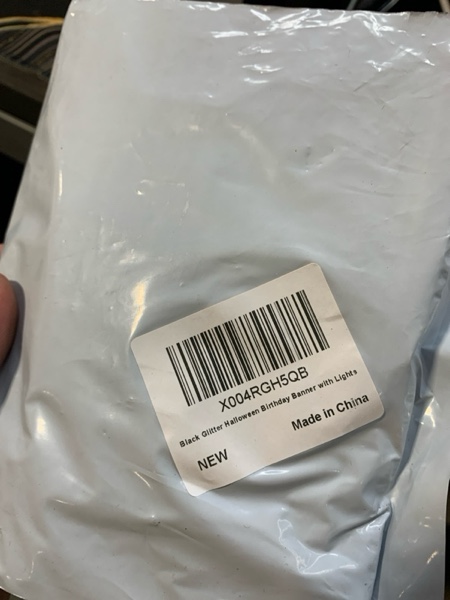 X004RGH5QB
Black Glitter Halloween Birthday Banner with Lights
NEW
Made in China